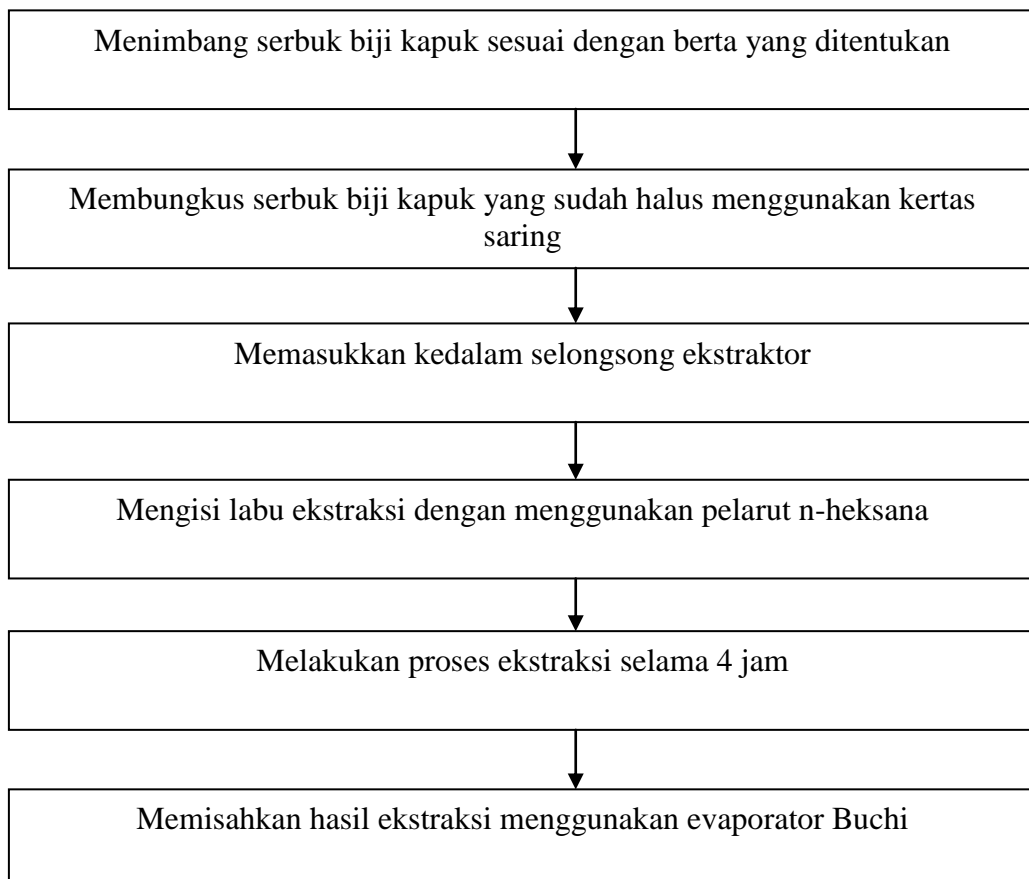 Menimbang serbuk biji kapuk sesuai dengan berta yang ditentukan
Membungkus serbuk biji kapuk yang sudah halus menggunakan kertas
saring
Memasukkan kedalam selongsong ekstraktor
Mengisi labu ekstraksi dengan menggunakan pelarut n-heksana
Melakukan proses ekstraksi selama 4 jam
Memisahkan hasil ekstraksi menggunakan evaporator Buchi